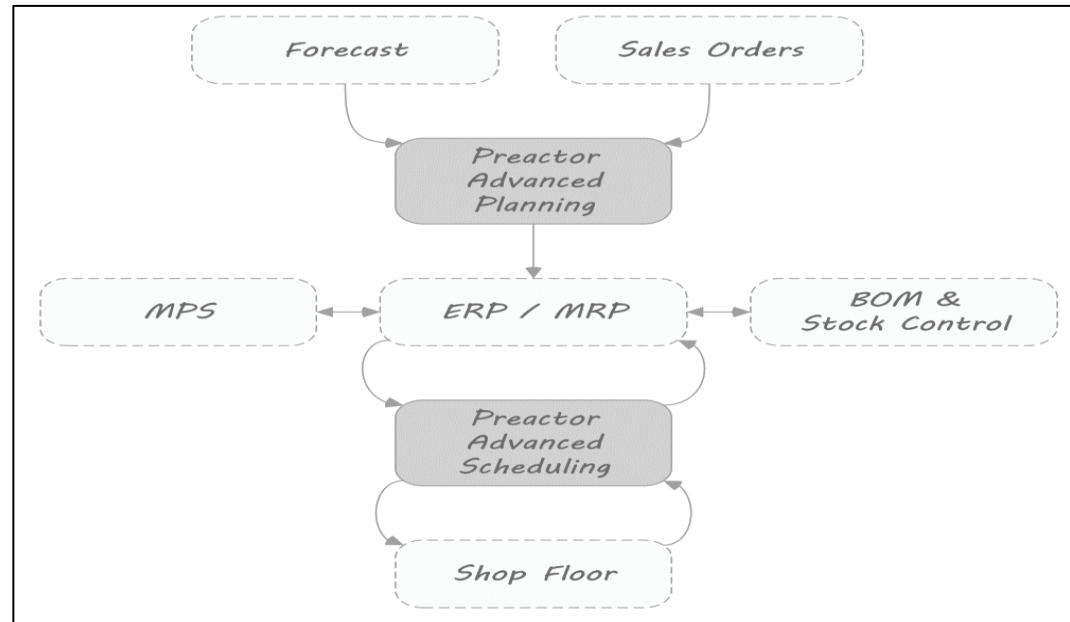 Forecast
Sales Orders
Preactor
Advanced
Planning
MPS
ERP / MRP
BOM &
Stock Control
Preactor
Advanced
Scheduling
Shop Floor